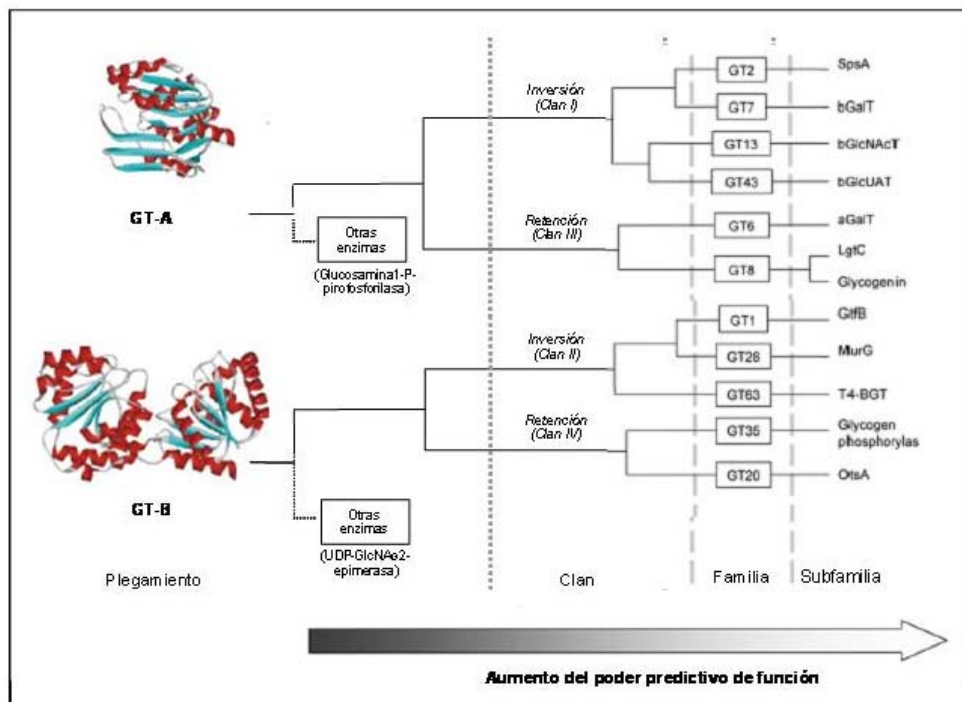 GT-A
Otras
enzimas
(Glucosamina1-P-
pirofosforilasa)
Inversión
(Clan I)
Retención
(Clan III)
GT2
SpsA
GT7
bGalT
GT13
bGlcNAcT
GT43
bGlcUAT
GT6
aGalT
GT8
LgtC
Glycogenin
GT-B
Otras
enzimas
(UDP-GlcNAc2-
epimerasa)
Inversión
(Clan II)
Retención
(Clan IV)
GT1
GtfB
GT28
MurG
GT63
T4-BGT
GT35
Glycogen
phosphorylas
GT20
OtsA
Plegamiento
Clan
Familia
Subfamilia
Aumento del poder predictivo de función